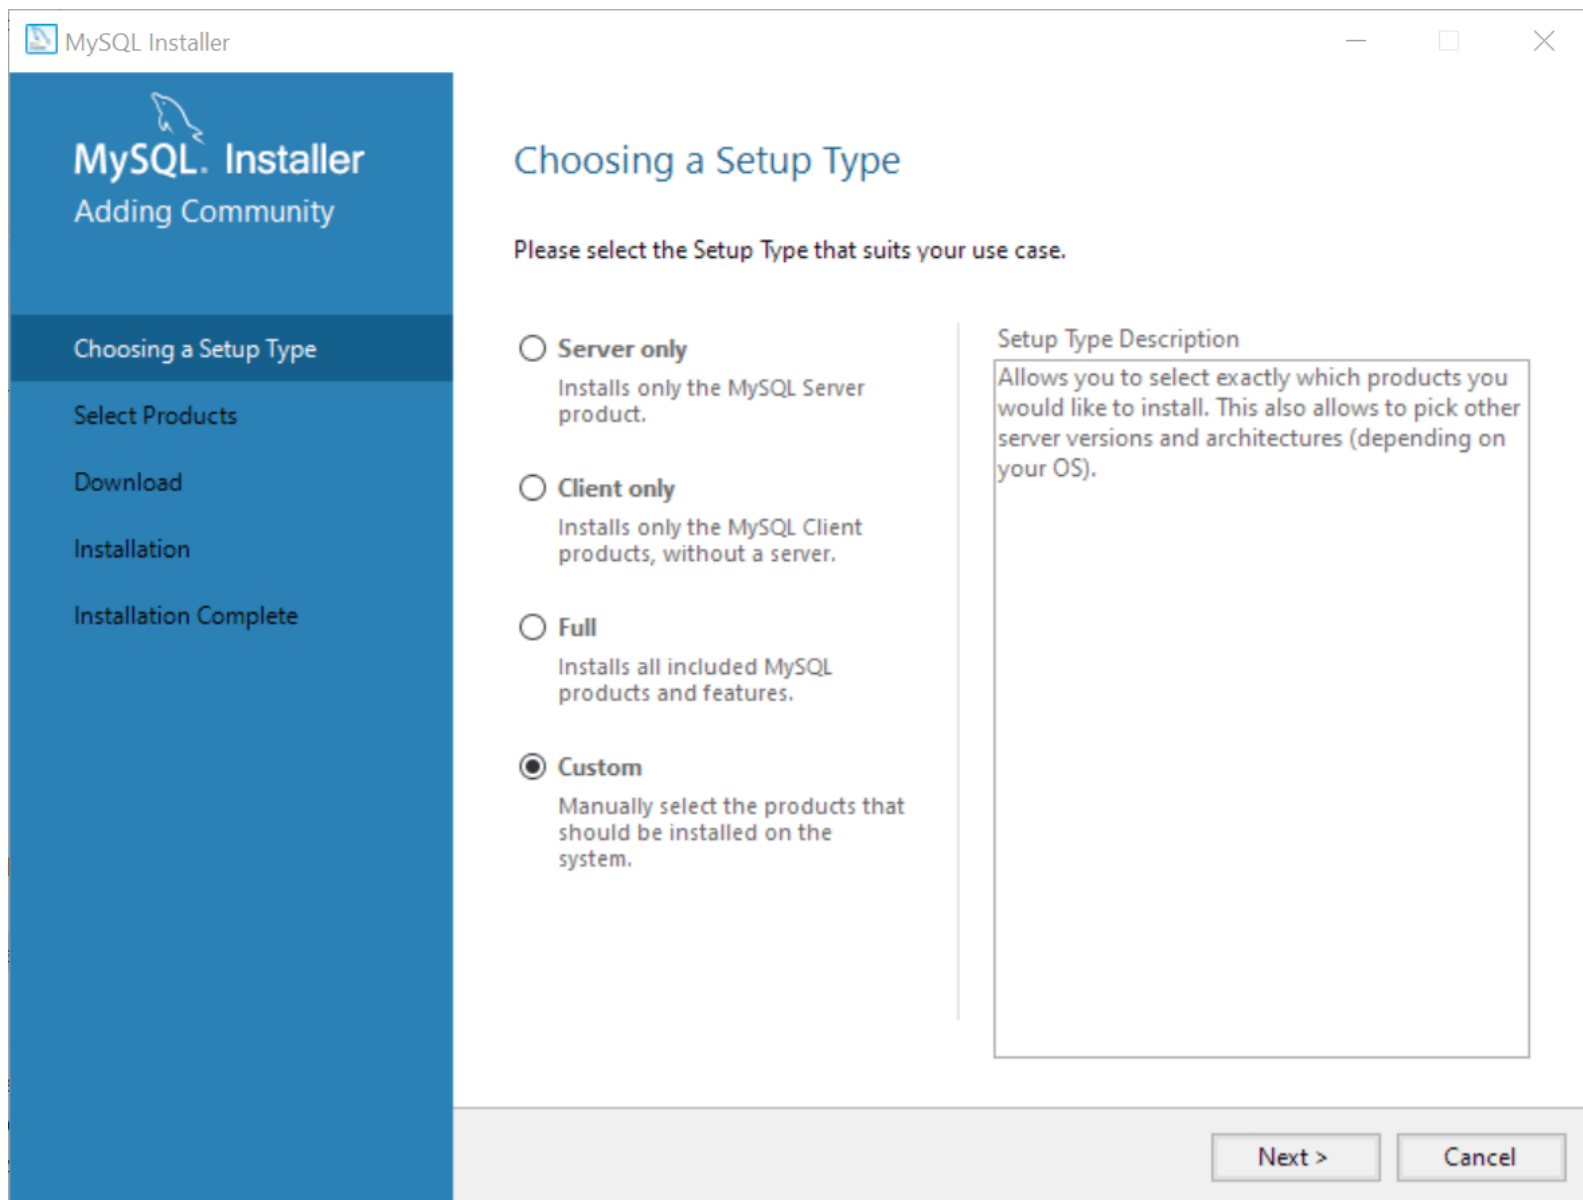 MySQL Installer
MySQL. Installer
Adding Community
Choosing a Setup Type
Select Products
Download
Installation
Installation Complete
Choosing a Setup Type
Please select the Setup Type that suits your use case.
Server only
Installs only the MySQL Server
product.
Client only
Installs only the MySQL Client
products, without a server.
Full
Installs all included MySQL
products and features.
Custom
Manually select the products that
should be installed on the
system.
Setup Type Description
Allows you to select exactly which products you
would like to install. This also allows to pick other
server versions and architectures (depending on
your OS).
Next >
Cancel